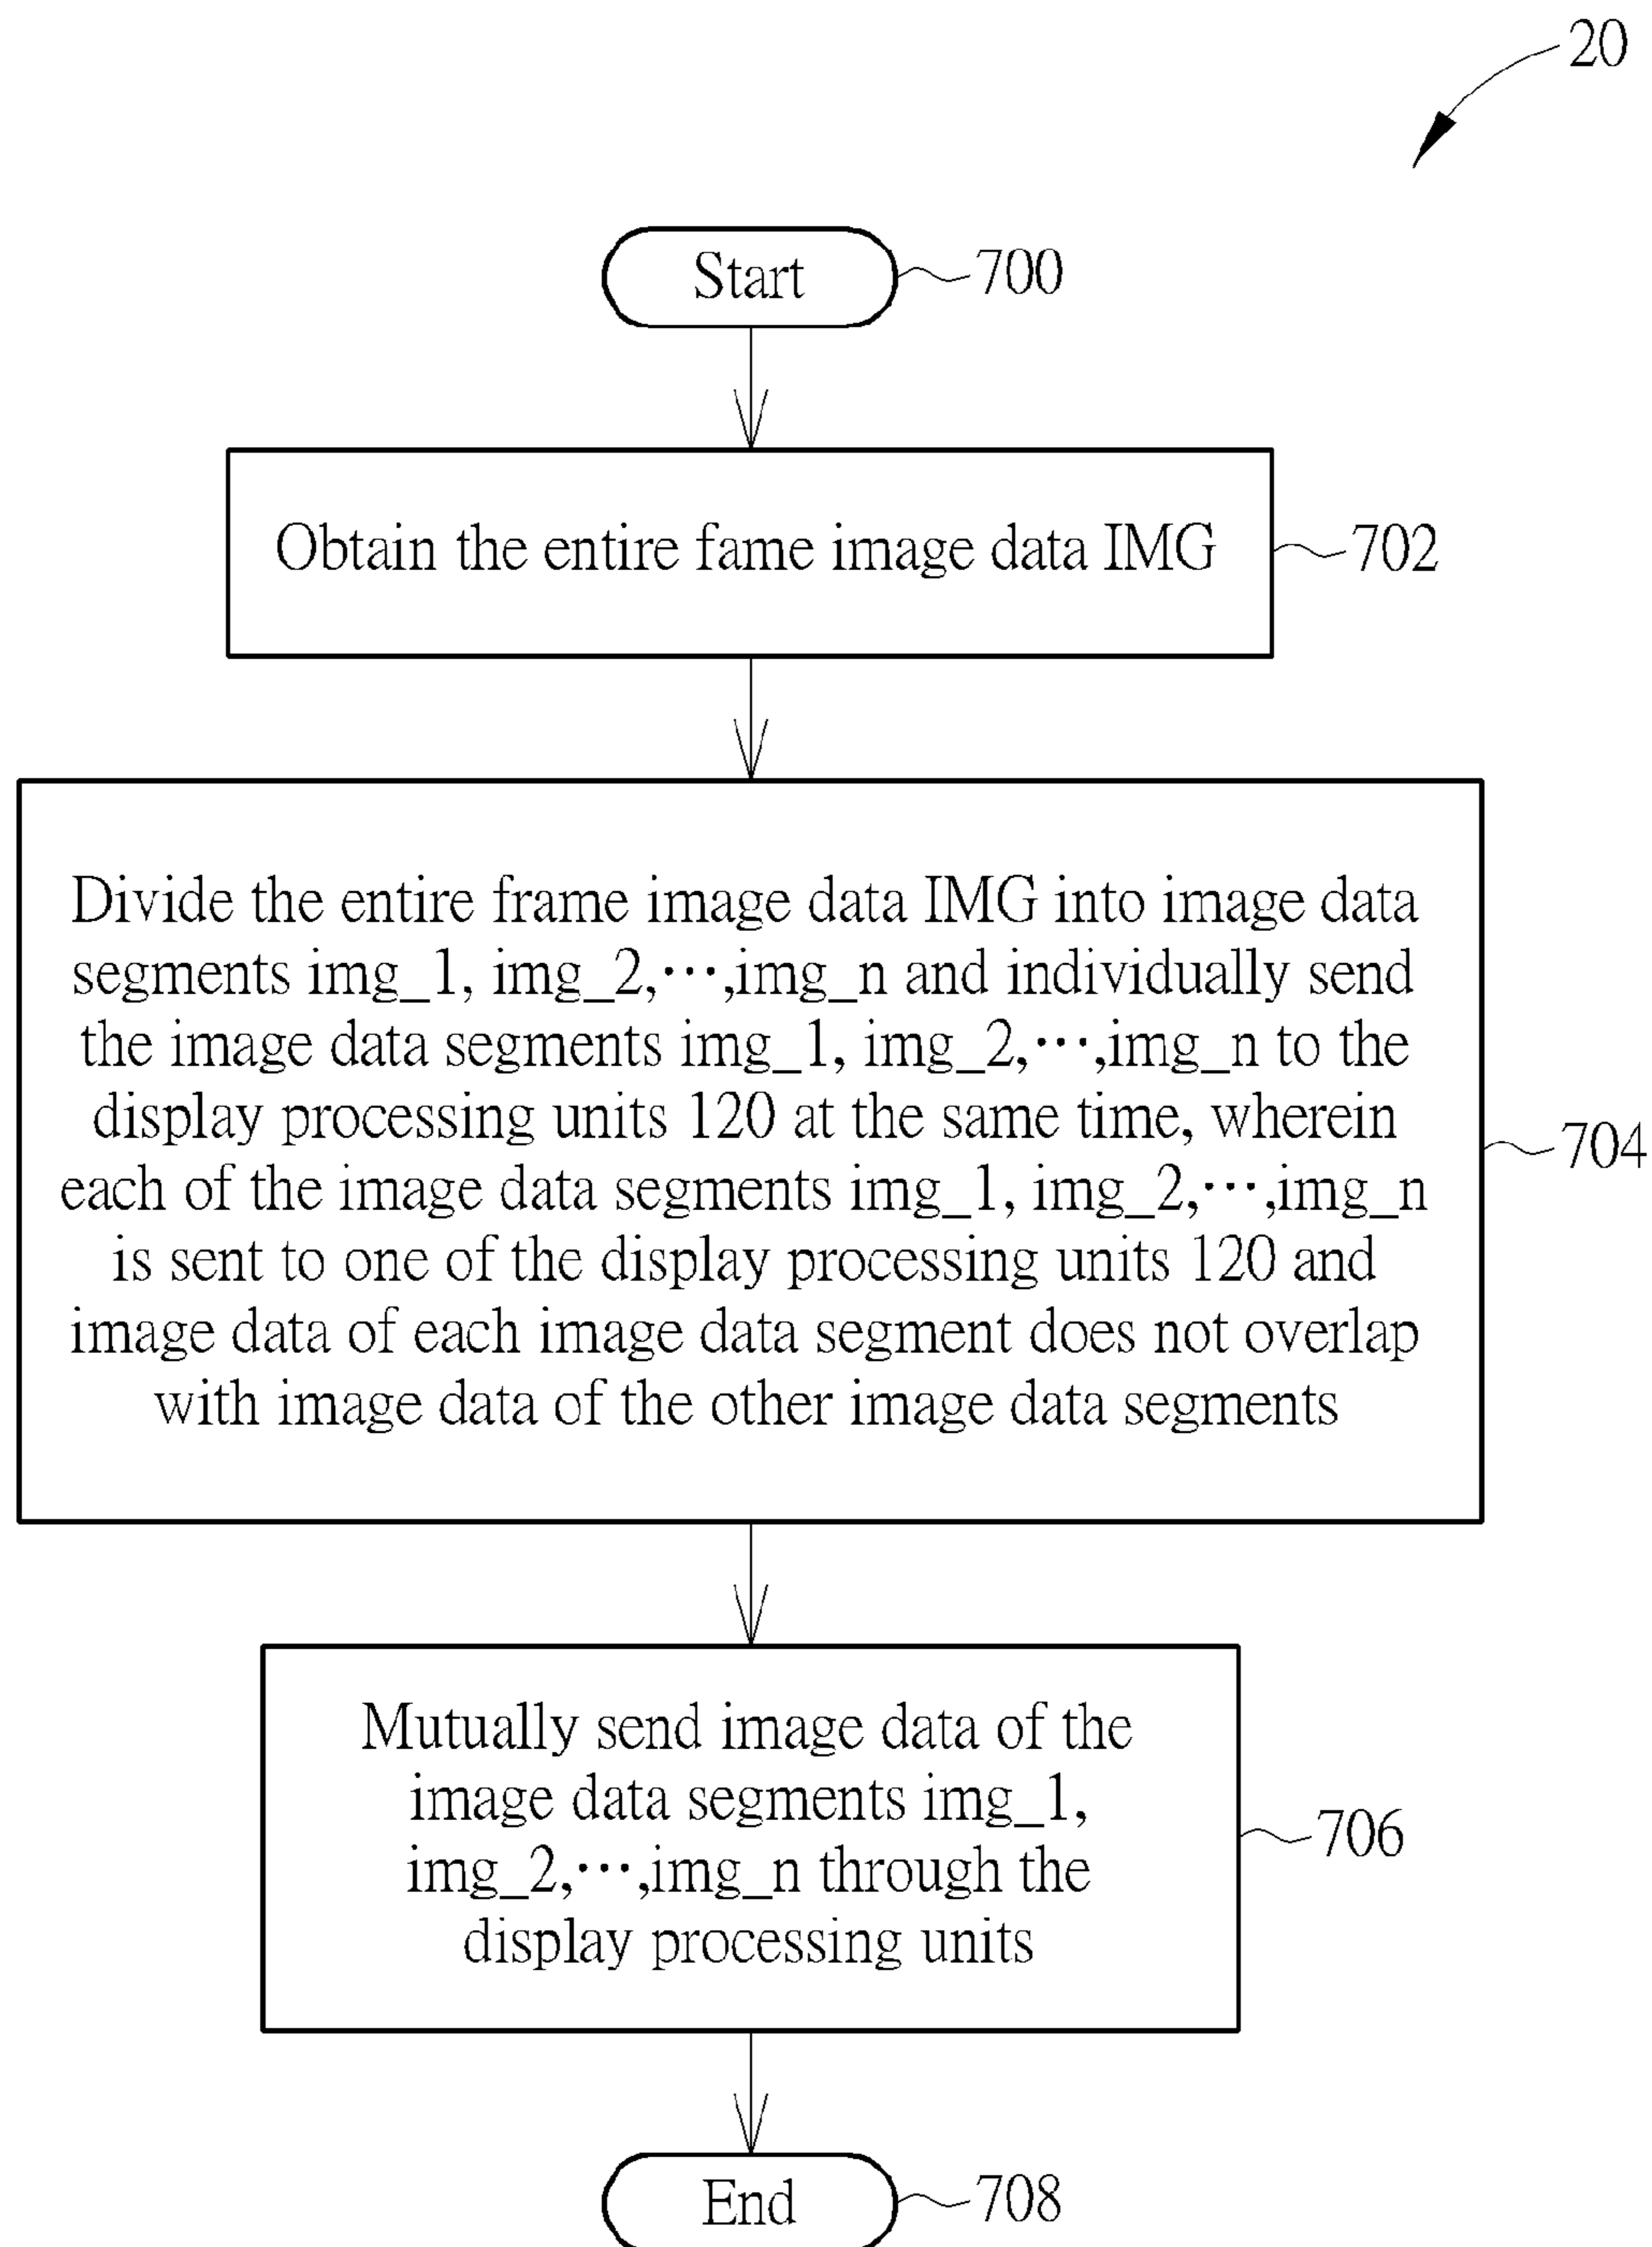 20
Start
700
Obtain the entire fame image data IMG
702
Divide the entire frame image data IMG into image data
segments img_1, img_2,⋯,img_n and individually send
the image data segments img_1, img_2,⋯,img_n to the
display processing units 120 at the same time, wherein
each of the image data segments img_1, img_2,⋯,img_n
is sent to one of the display processing units 120 and
image data of each image data segment does not overlap
with image data of the other image data segments
704
Mutually send image data of the
image data segments img_1,
img_2,⋯,img_n through the
display processing units
706
End
708